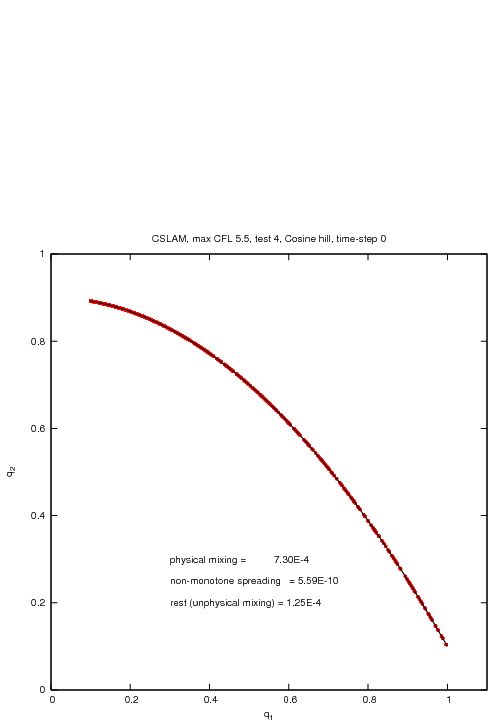 CSLAM, max CFL 5.5, test 4, Cosine hill, time-step 0
1
0.8
0.6
0.4
0.2
0
q2
physical mixing = 7.30E-4
non-monotone spreading = 5.59E-10
rest (unphysical mixing) = 1.25E-4
0 0.2 0.4 0.6 0.8 1
q1